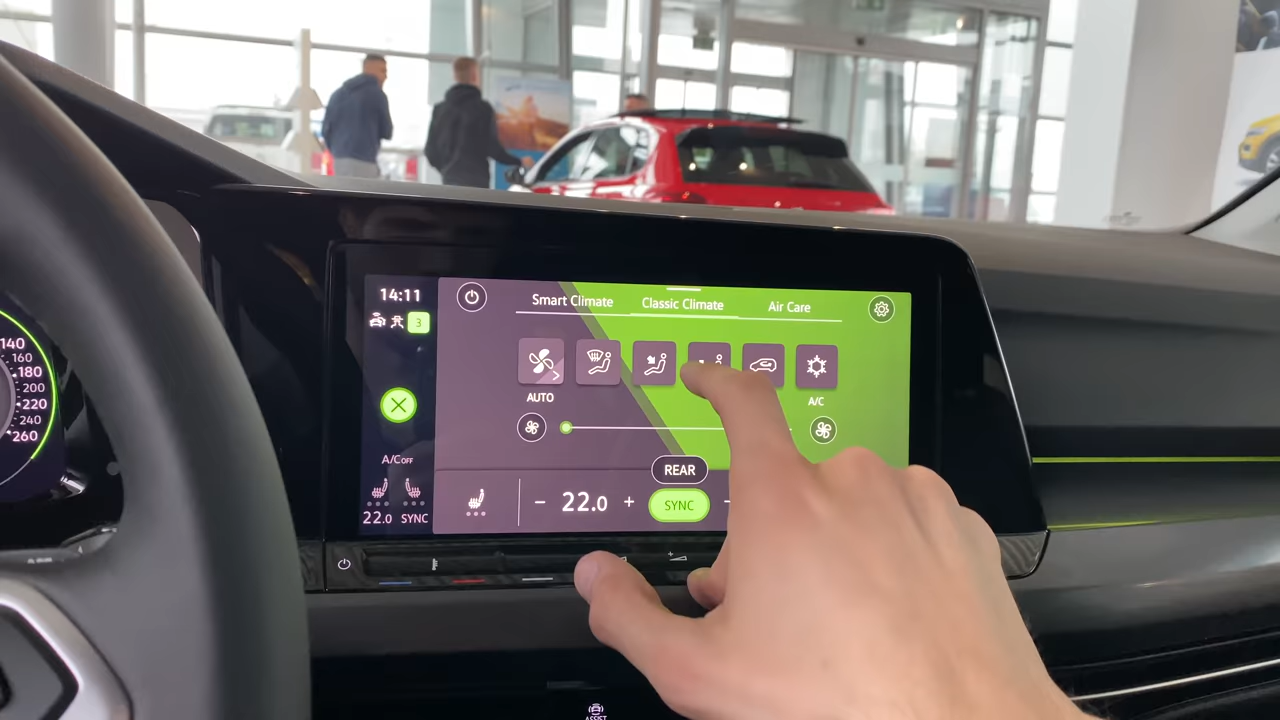 14:11
3
Smart Climate
Classic Climate
Air Care
AUTO
A/C
REAR
A/C OFF
22.0 SYNC
- 22.0 +
SYNC
140
160
180
200
220
240
260
ASSIST